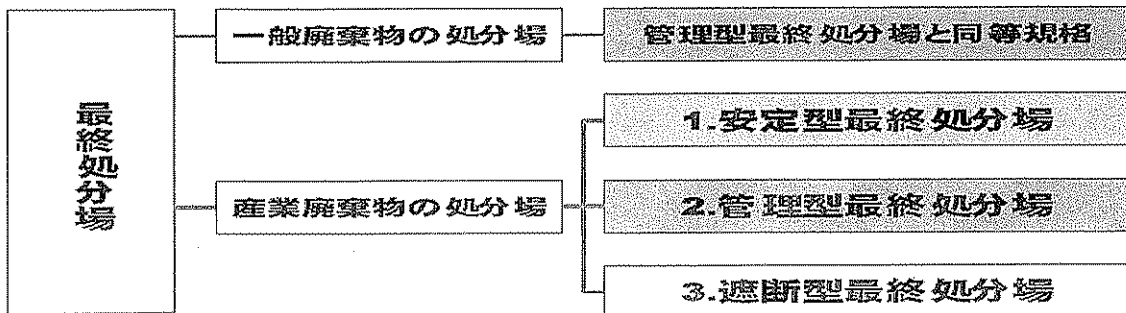 最終処分場
一般廃棄物の処分場
管理型最終処分場と同等規格
産業廃棄物の処分場
1.安定型最終処分場
2.管理型最終処分場
3.遮断型最終処分場